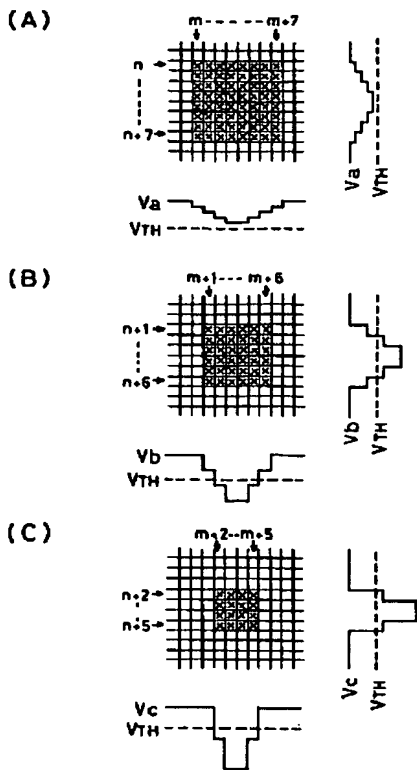 (A)
m - - - - - - - m+7
n
n+7
Va
VTH
Va
VTH
(B)
m+1 - - - - m+6
n+1
n+6
Vb
VTH
Vb
VTH
(C)
m+2 - - m+5
n+2
n+5
Vc
VTH
Vc
VTH